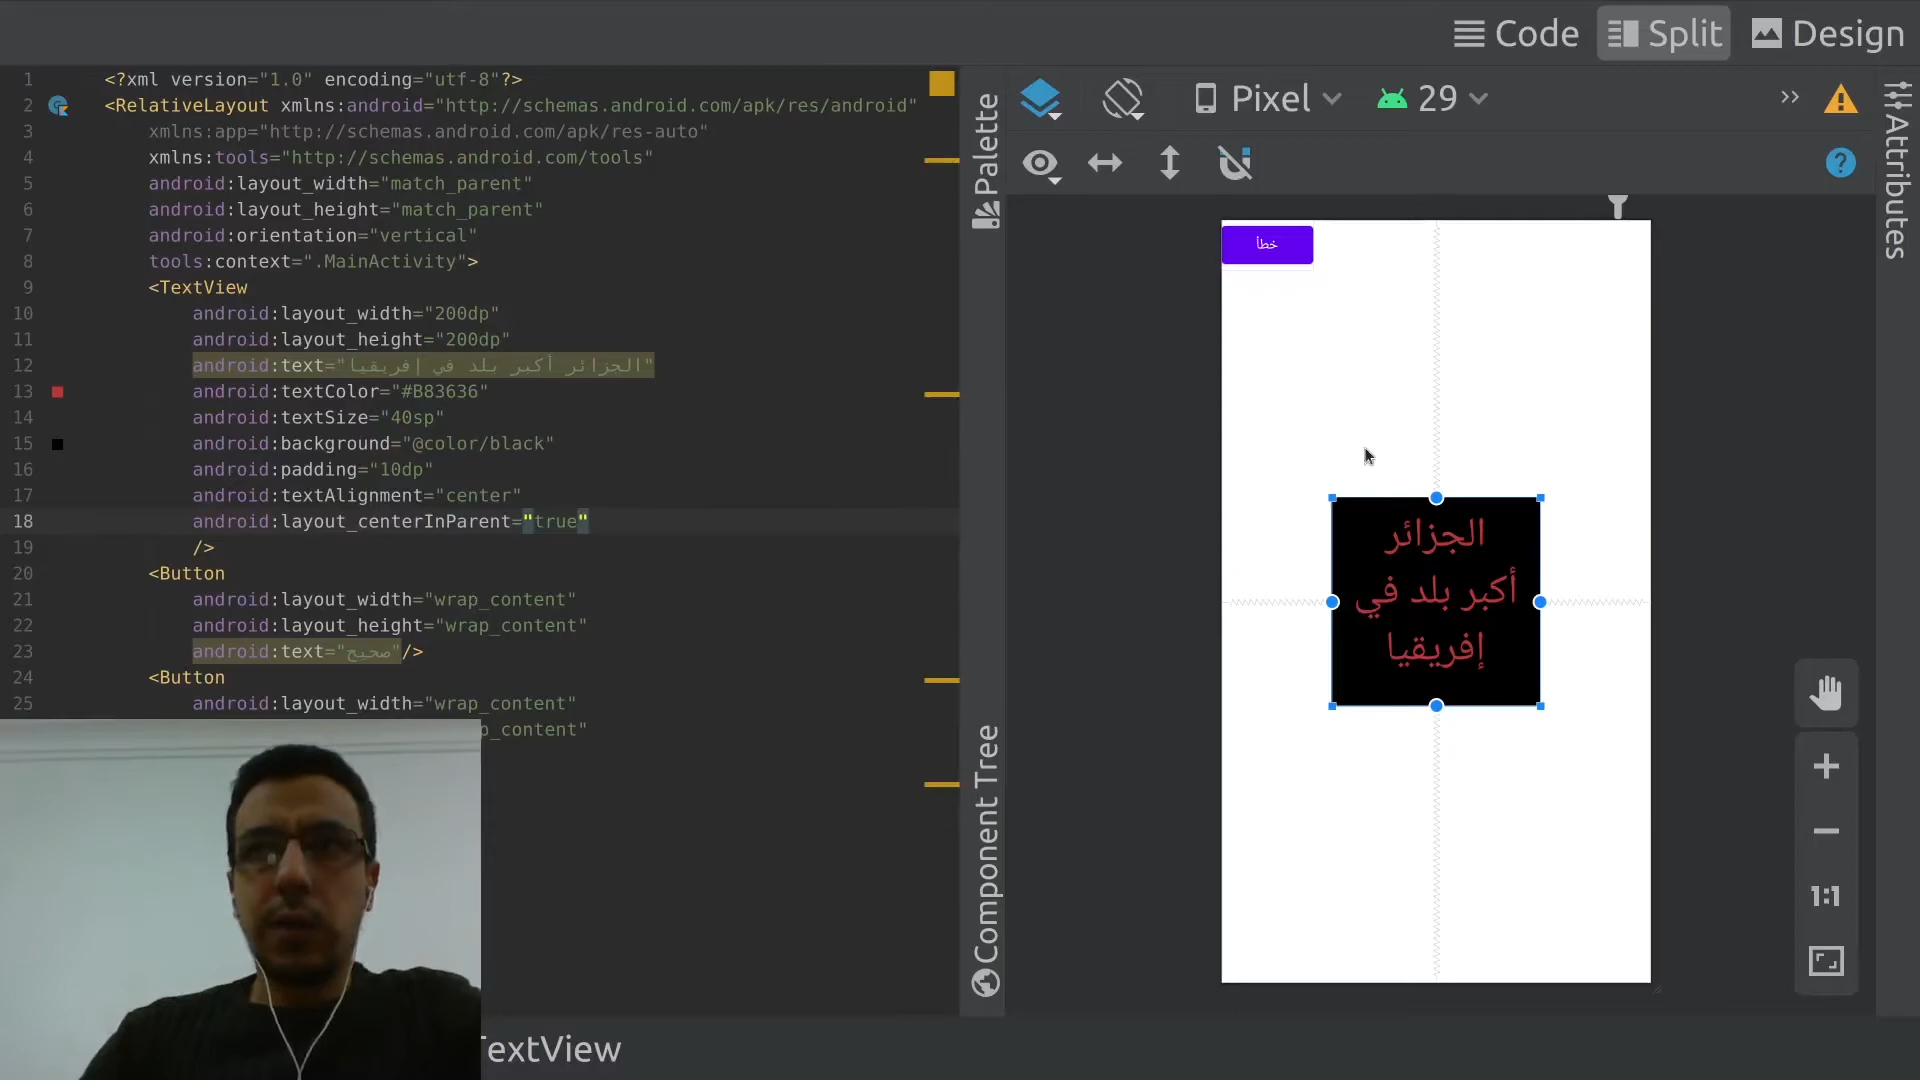 Code Split Design
1 <?xml version="1.0" encoding="utf-8"?>
2 <RelativeLayout xmlns:android="http://schemas.android.com/apk/res/android"
3 xmlns:app="http://schemas.android.com/apk/res-auto"
4 xmlns:tools="http://schemas.android.com/tools"
5 android:layout_width="match_parent"
6 android:layout_height="match_parent"
7 android:orientation="vertical"
8 tools:context=".MainActivity">
9 <TextView
10 android:layout_width="200dp"
11 android:layout_height="200dp"
12 android:text="الجزائر أكبر بلد في إفريقيا"
13 android:textColor="#B83636"
14 android:textSize="40sp"
15 android:background="@color/black"
16 android:padding="10dp"
17 android:textAlignment="center"
18 android:layout_centerInParent="true"
19 />
20 <Button
21 android:layout_width="wrap_content"
22 android:layout_height="wrap_content"
23 android:text="صحيح"/>
24 <Button
25 android:layout_width="wrap_content"
_content"
TextView
Palette
Component Tree
Pixel 29
Attributes
خطأ
الجزائر
أكبر بلد في
إفريقيا
1:1